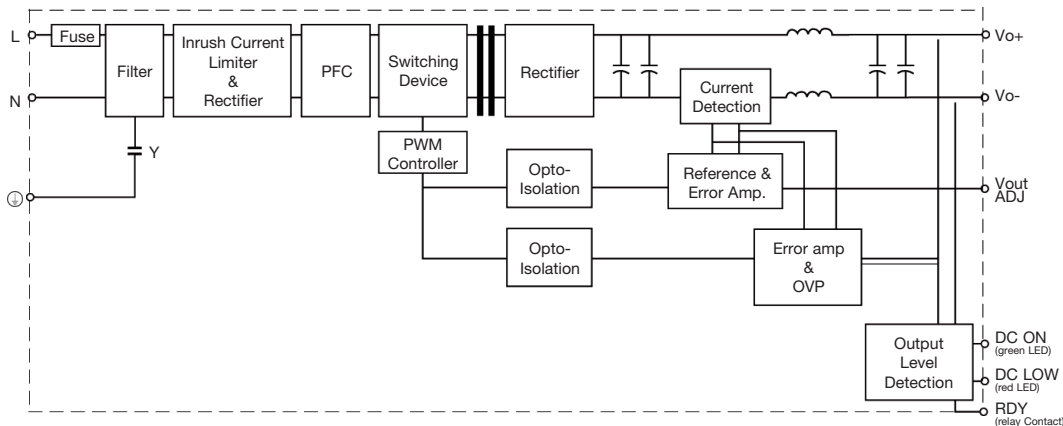 L
Fuse
N
Filter
Inrush Current
Limiter
&
Rectifier
PFC
Switching
Device
Rectifier
Current
Detection
Vo+
Vo-
Y
PWM
Controller
Opto-
Isolation
Reference &
Error Amp.
Vout
ADJ
Opto-
Isolation
Error amp
&
OVP
Output
Level
Detection
DC ON
(green LED)
DC LOW
(red LED)
RDY
(relay Contact)